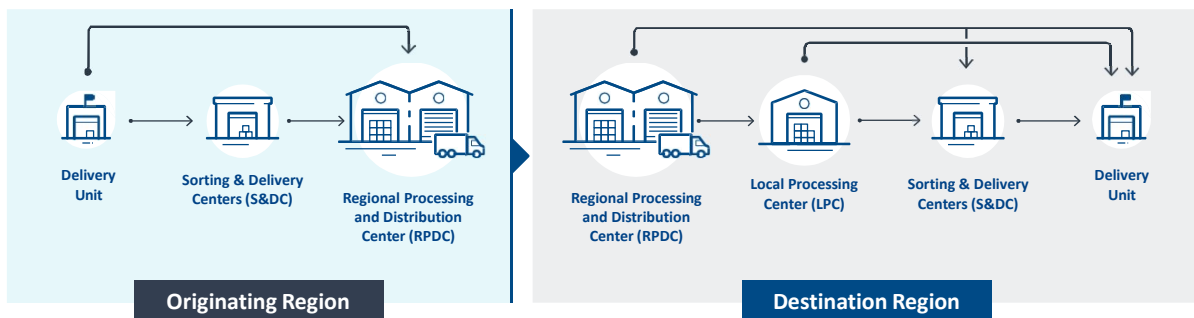 Delivery
Unit
Sorting & Delivery
Centers (S&DC)
Regional Processing
and Distribution
Center (RPDC)
Originating Region
Regional Processing
and Distribution
Center (RPDC)
Local Processing
Center (LPC)
Sorting & Delivery
Centers (S&DC)
Delivery
Unit
Destination Region